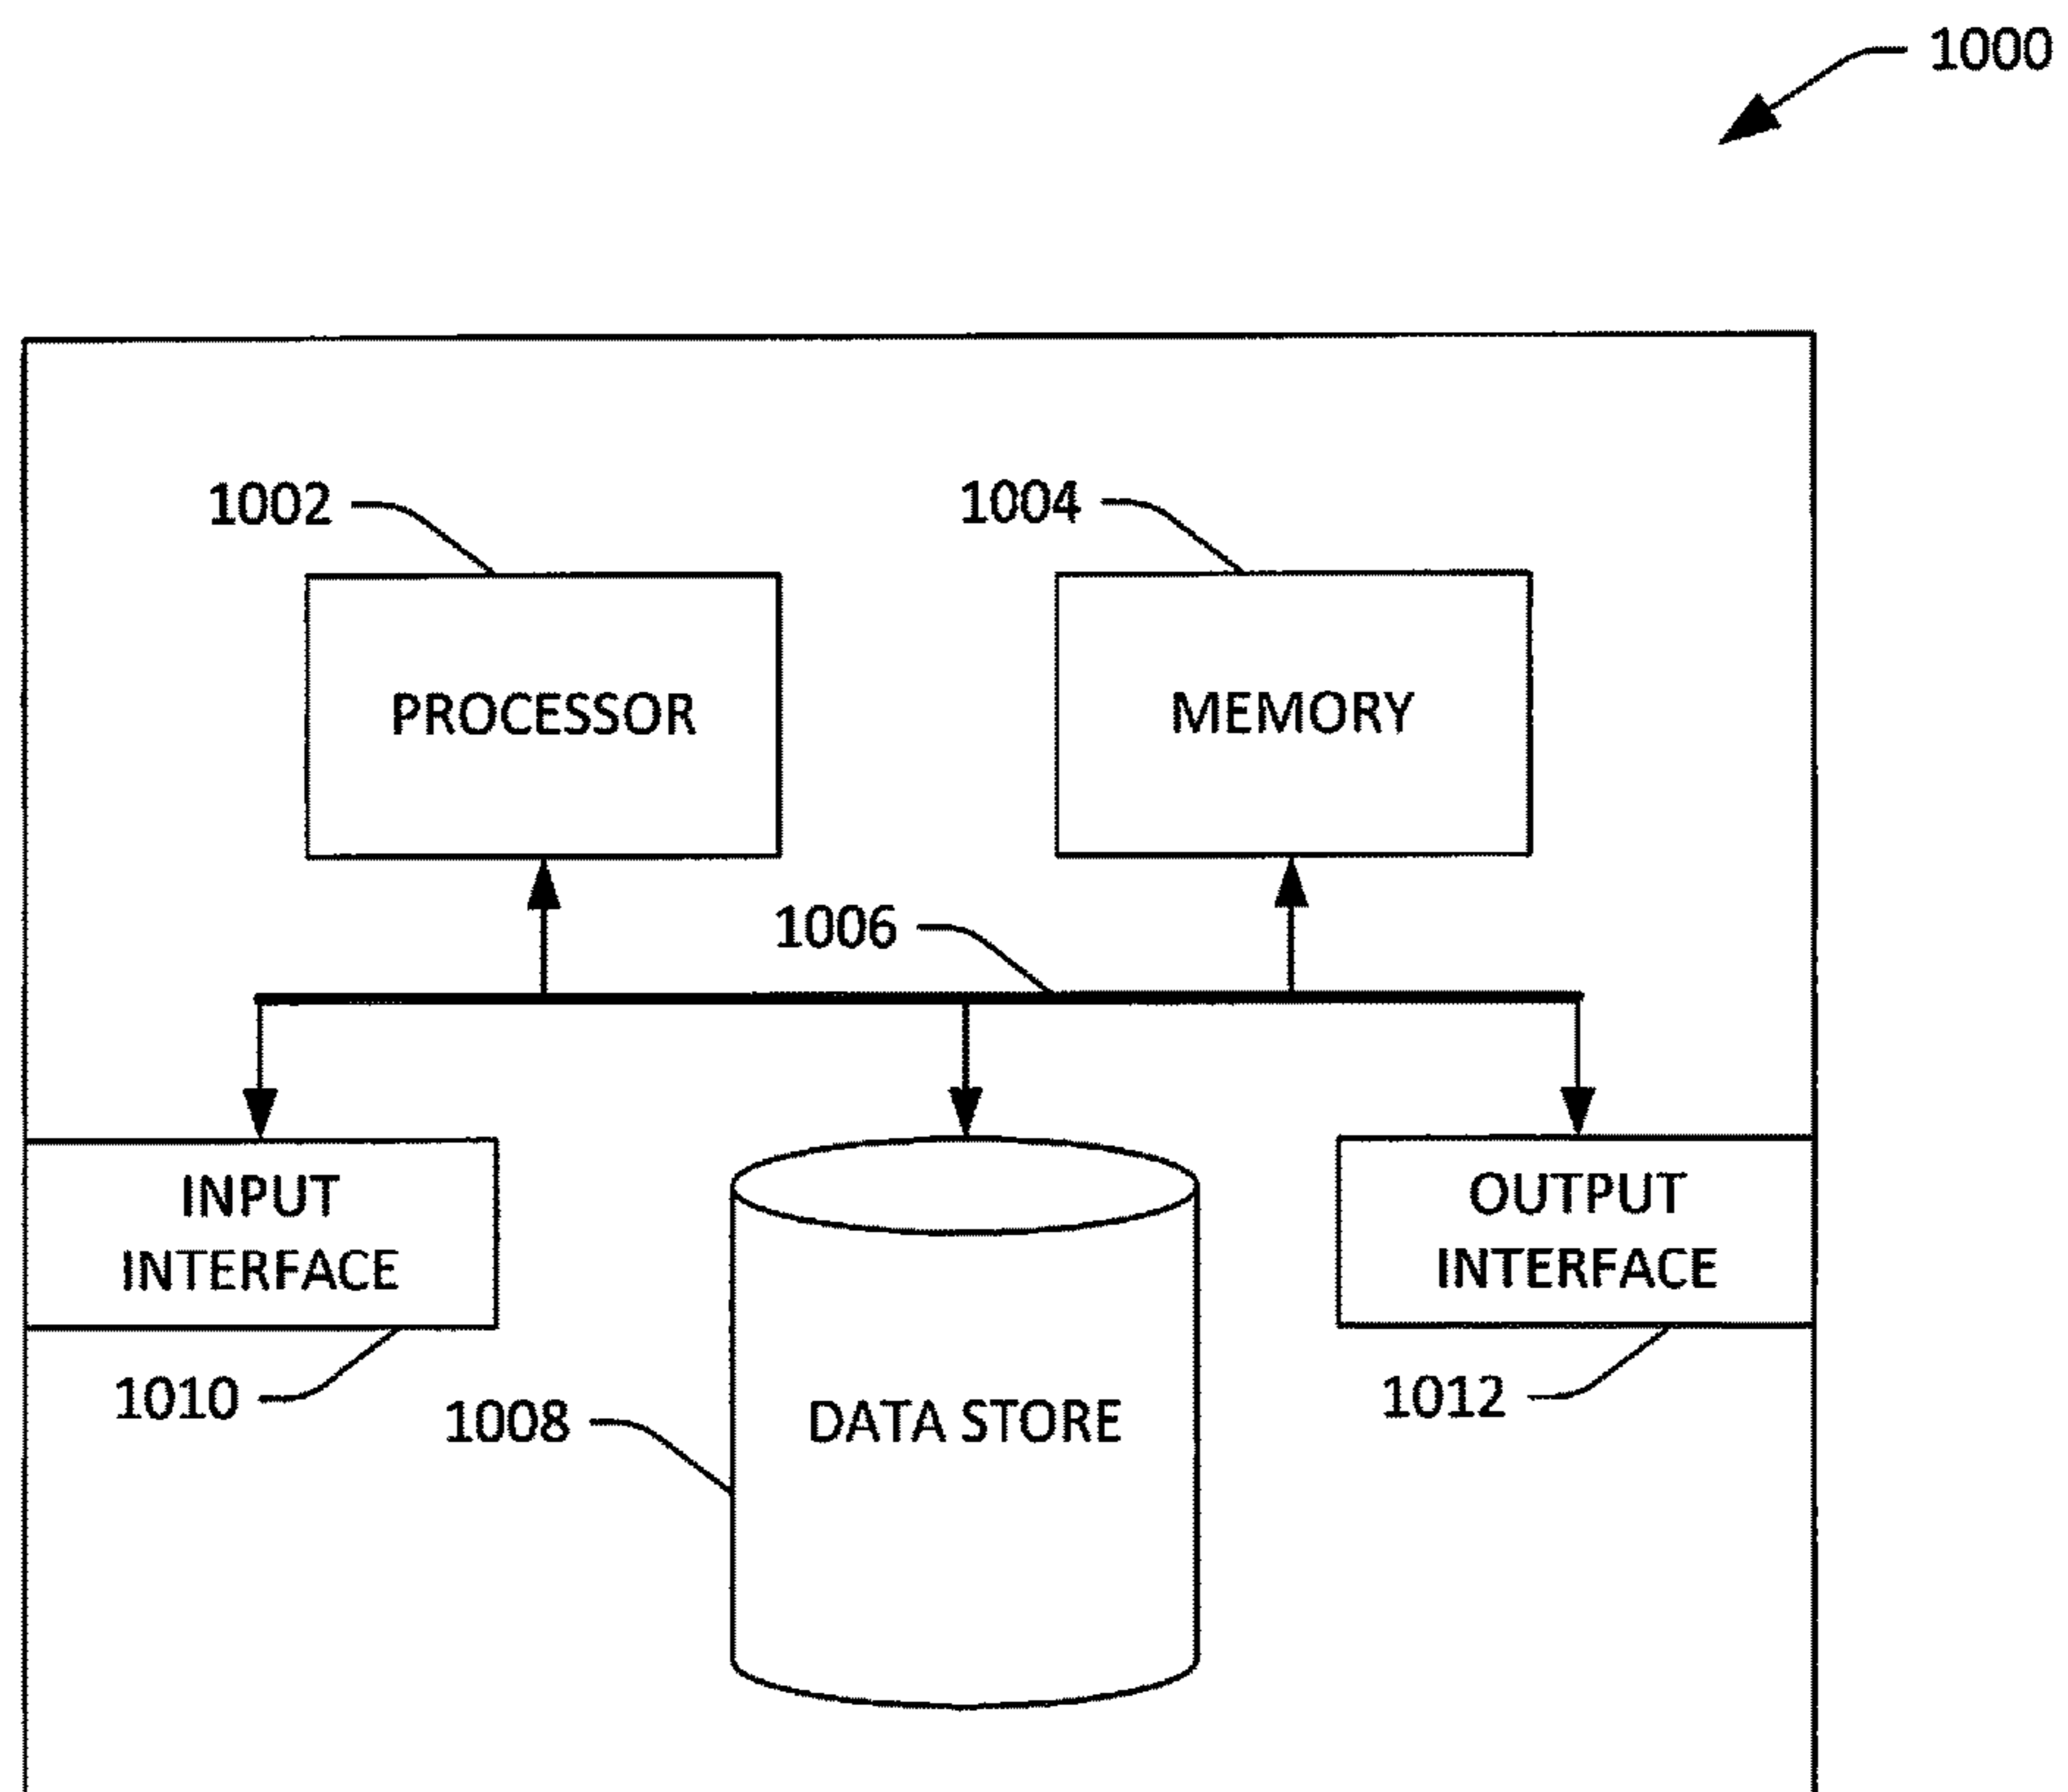 1000
1002
1004
PROCESSOR
MEMORY
1006
INPUT
INTERFACE
OUTPUT
INTERFACE
1010
1008
DATA STORE
1012